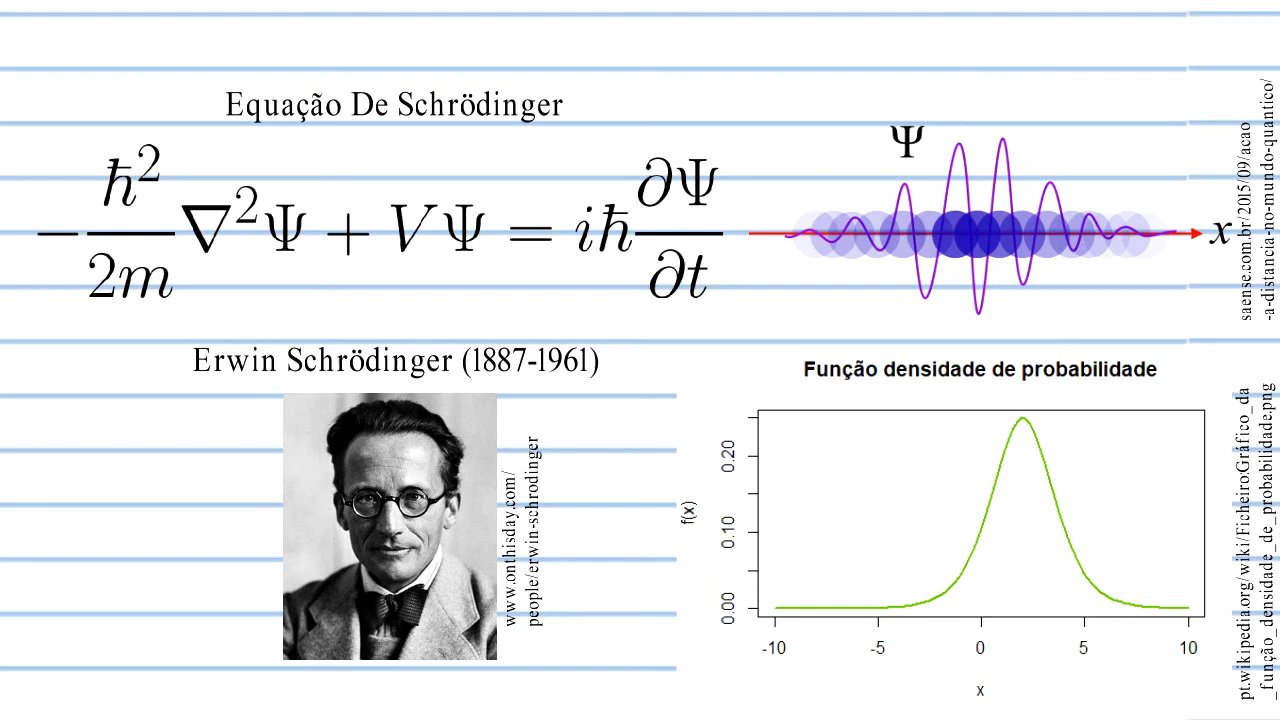 Equação De Schrödinger
-ħ²/2m ∇²Ψ + VΨ = iħ ∂Ψ/∂t
Ψ
x
saense.com.br/2015/09/acao
-a-distancia-no-mundo-quantico/
Erwin Schrödinger (1887-1961)
www.onthisday.com/
people/erwin-schrodinger
Função densidade de probabilidade
f(x)
0.20
0.10
0.00
-10 -5 0 5 10
x
pt.wikipedia.org/wiki/Ficheiro:Gráfico_da
_função_densidade_de_probabilidade.png